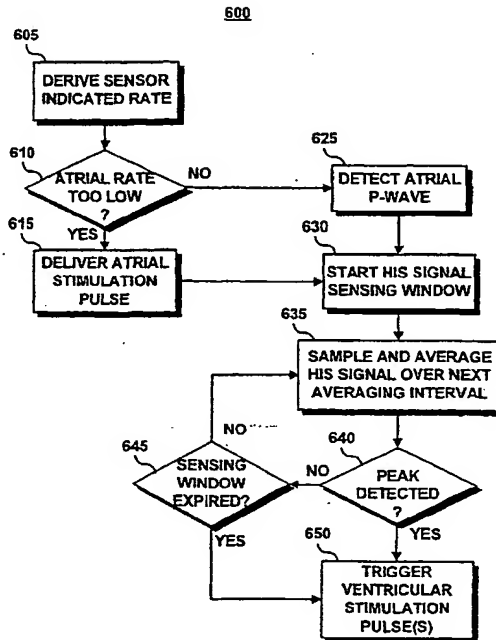 600
605
DERIVE SENSOR
INDICATED RATE
610
ATRIAL RATE
TOO LOW
?
NO
YES
615
DELIVER ATRIAL
STIMULATION
PULSE
625
DETECT ATRIAL
P-WAVE
630
START HIS SIGNAL
SENSING WINDOW
635
SAMPLE AND AVERAGE
HIS SIGNAL OVER NEXT
AVERAGING INTERVAL
640
PEAK
DETECTED
?
NO
YES
645
SENSING
WINDOW
EXPIRED?
NO
YES
650
TRIGGER
VENTRICULAR
STIMULATION
PULSE(S)